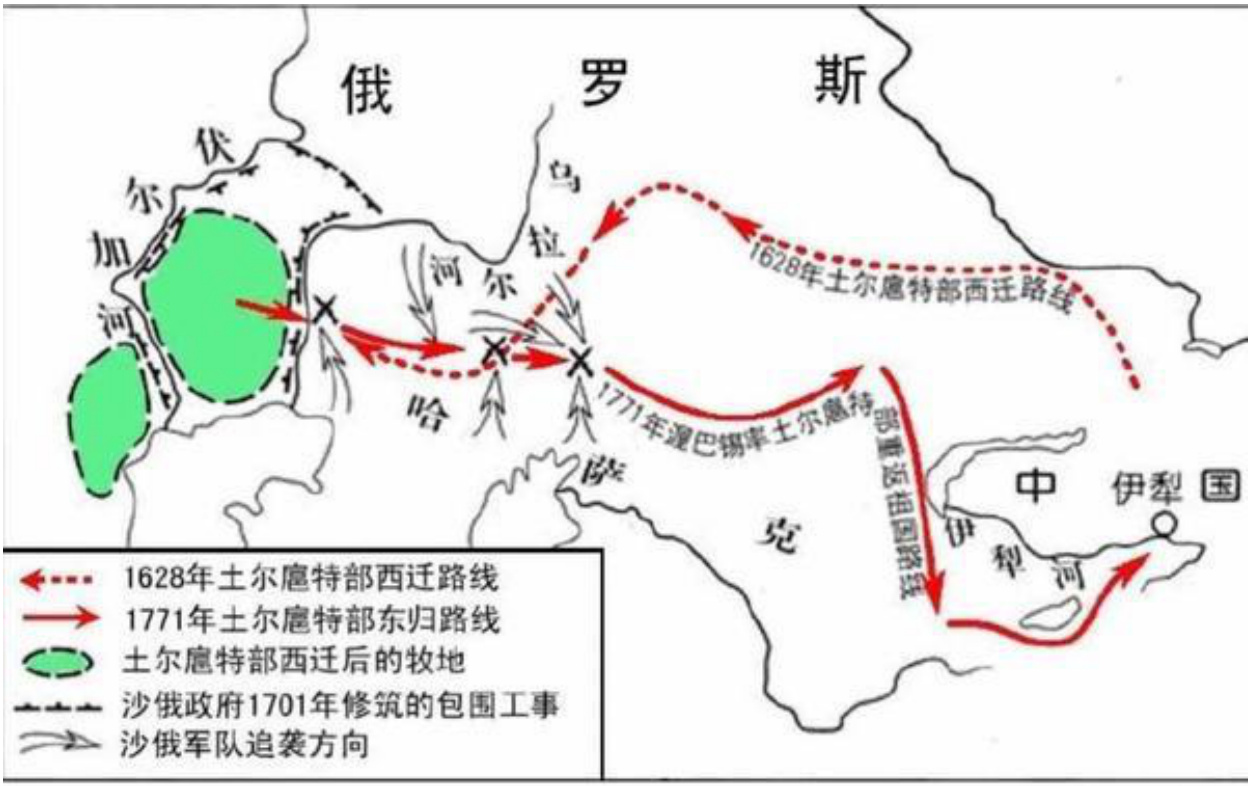 俄罗斯
伏尔加河
乌拉尔河
1628年土尔扈特部西迁路线
1771年渥巴锡率土尔扈特部重返祖国路线
哈萨克
中国
伊犁
伊犁河
1628年土尔扈特部西迁路线
1771年土尔扈特部东归路线
土尔扈特部西迁后的牧地
沙俄政府1701年修筑的包围工事
沙俄军队追袭方向